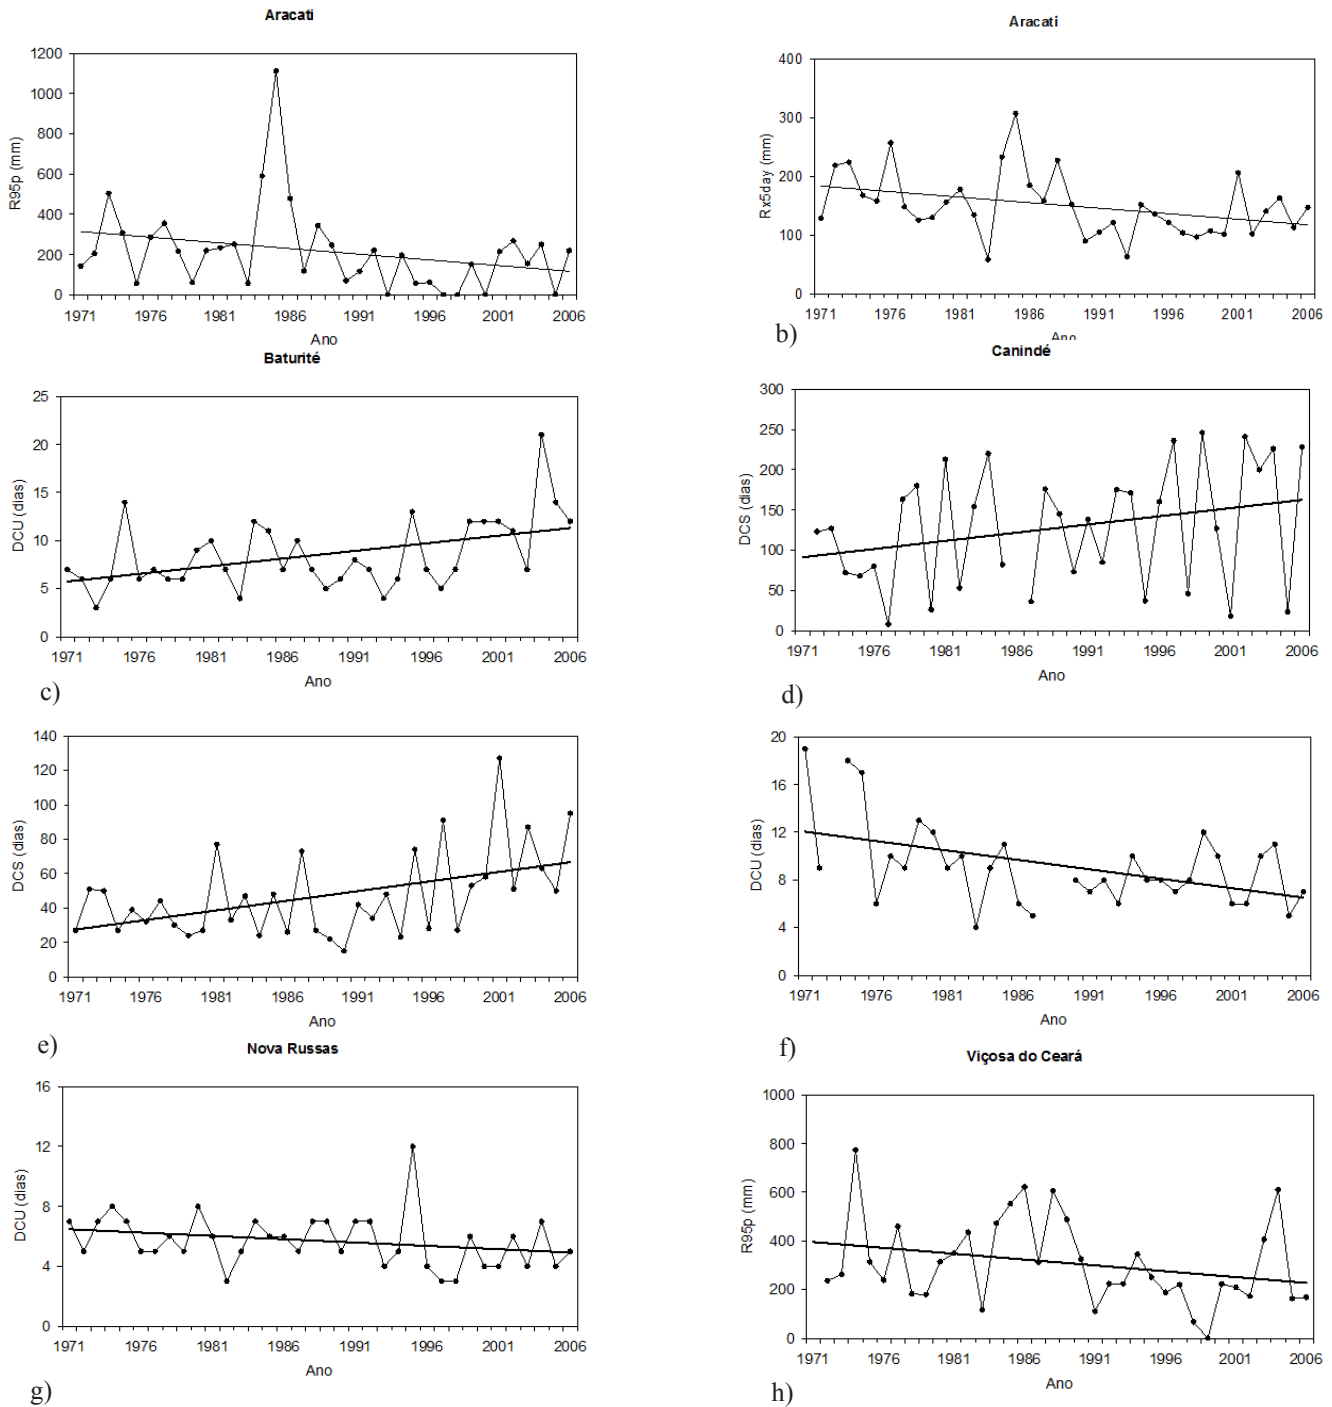 Aracati
1200
1000
800
600
400
200
0
R95p (mm)
1971 1976 1981 1986 1991 1996 2001 2006
Ano
Aracati
400
300
200
100
0
Rx5day (mm)
1971 1976 1981 1986 1991 1996 2001 2006
Ano
b)
Baturité
25
20
15
10
5
0
DCU (dias)
1971 1976 1981 1986 1991 1996 2001 2006
Ano
c)
Canindé
300
250
200
150
100
50
0
DCS (dias)
1971 1976 1981 1986 1991 1996 2001 2006
Ano
d)
140
120
100
80
60
40
20
0
DCS (dias)
1971 1976 1981 1986 1991 1996 2001 2006
Ano
e)
20
16
12
8
4
0
DCU (dias)
1971 1976 1981 1986 1991 1996 2001 2006
Ano
f)
Nova Russas
16
12
8
4
0
DCU (dias)
1971 1976 1981 1986 1991 1996 2001 2006
Ano
g)
Viçosa do Ceará
1000
800
600
400
200
0
R95p (mm)
1971 1976 1981 1986 1991 1996 2001 2006
Ano
h)